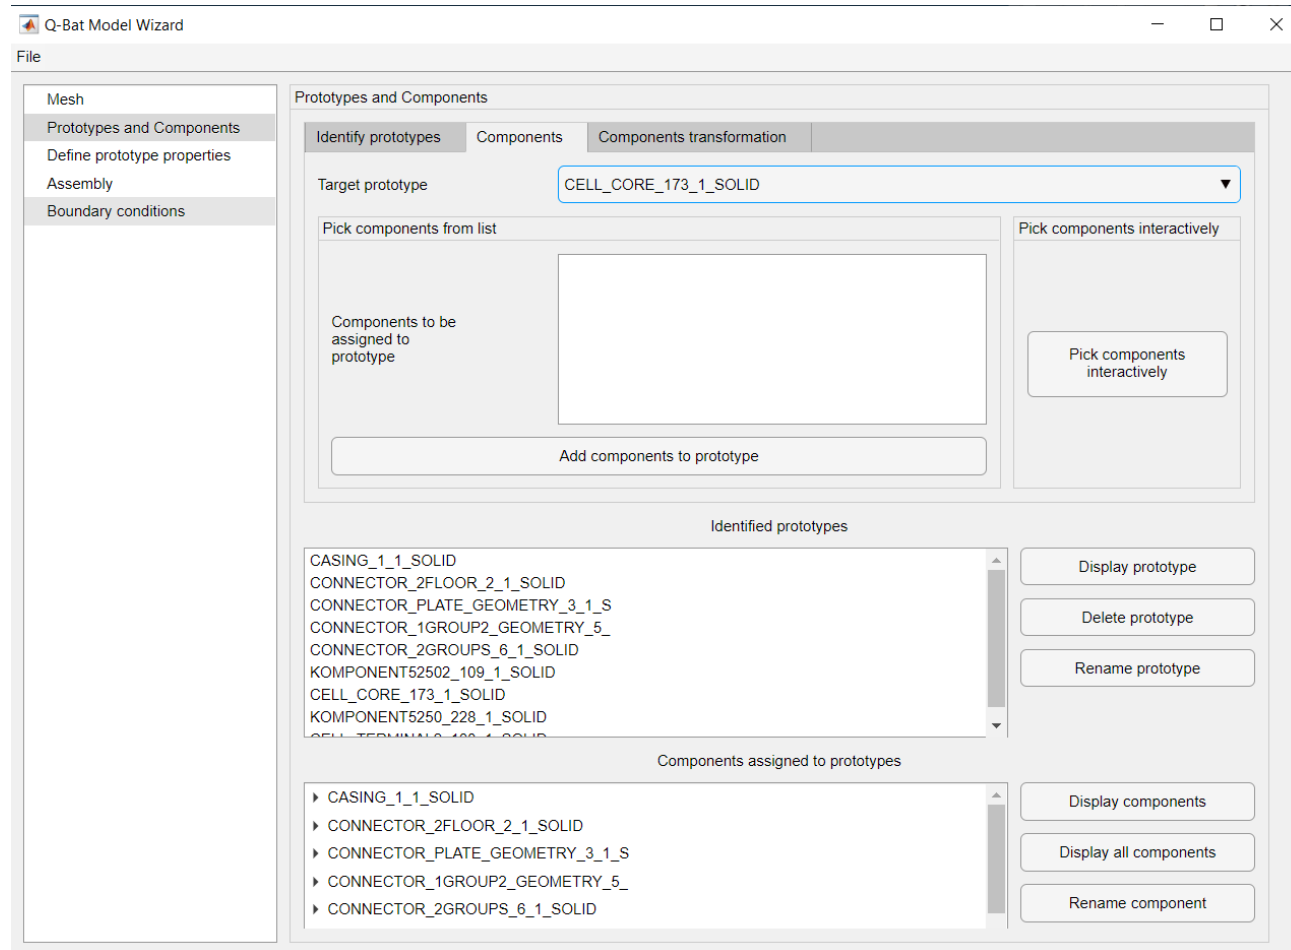 Q-Bat Model Wizard
File
Mesh
Prototypes and Components
Define prototype properties
Assembly
Boundary conditions
Prototypes and Components
Identify prototypes
Components
Components transformation
Target prototype
CELL_CORE_173_1_SOLID
Pick components from list
Components to be
assigned to
prototype
Add components to prototype
Pick components interactively
Pick components
interactively
Identified prototypes
CASING_1_1_SOLID
CONNECTOR_2FLOOR_2_1_SOLID
CONNECTOR_PLATE_GEOMETRY_3_1_S
CONNECTOR_1GROUP2_GEOMETRY_5_
CONNECTOR_2GROUPS_6_1_SOLID
KOMPONENT52502_109_1_SOLID
CELL_CORE_173_1_SOLID
KOMPONENT5250_228_1_SOLID
Display prototype
Delete prototype
Rename prototype
Components assigned to prototypes
CASING_1_1_SOLID
CONNECTOR_2FLOOR_2_1_SOLID
CONNECTOR_PLATE_GEOMETRY_3_1_S
CONNECTOR_1GROUP2_GEOMETRY_5_
CONNECTOR_2GROUPS_6_1_SOLID
Display components
Display all components
Rename component